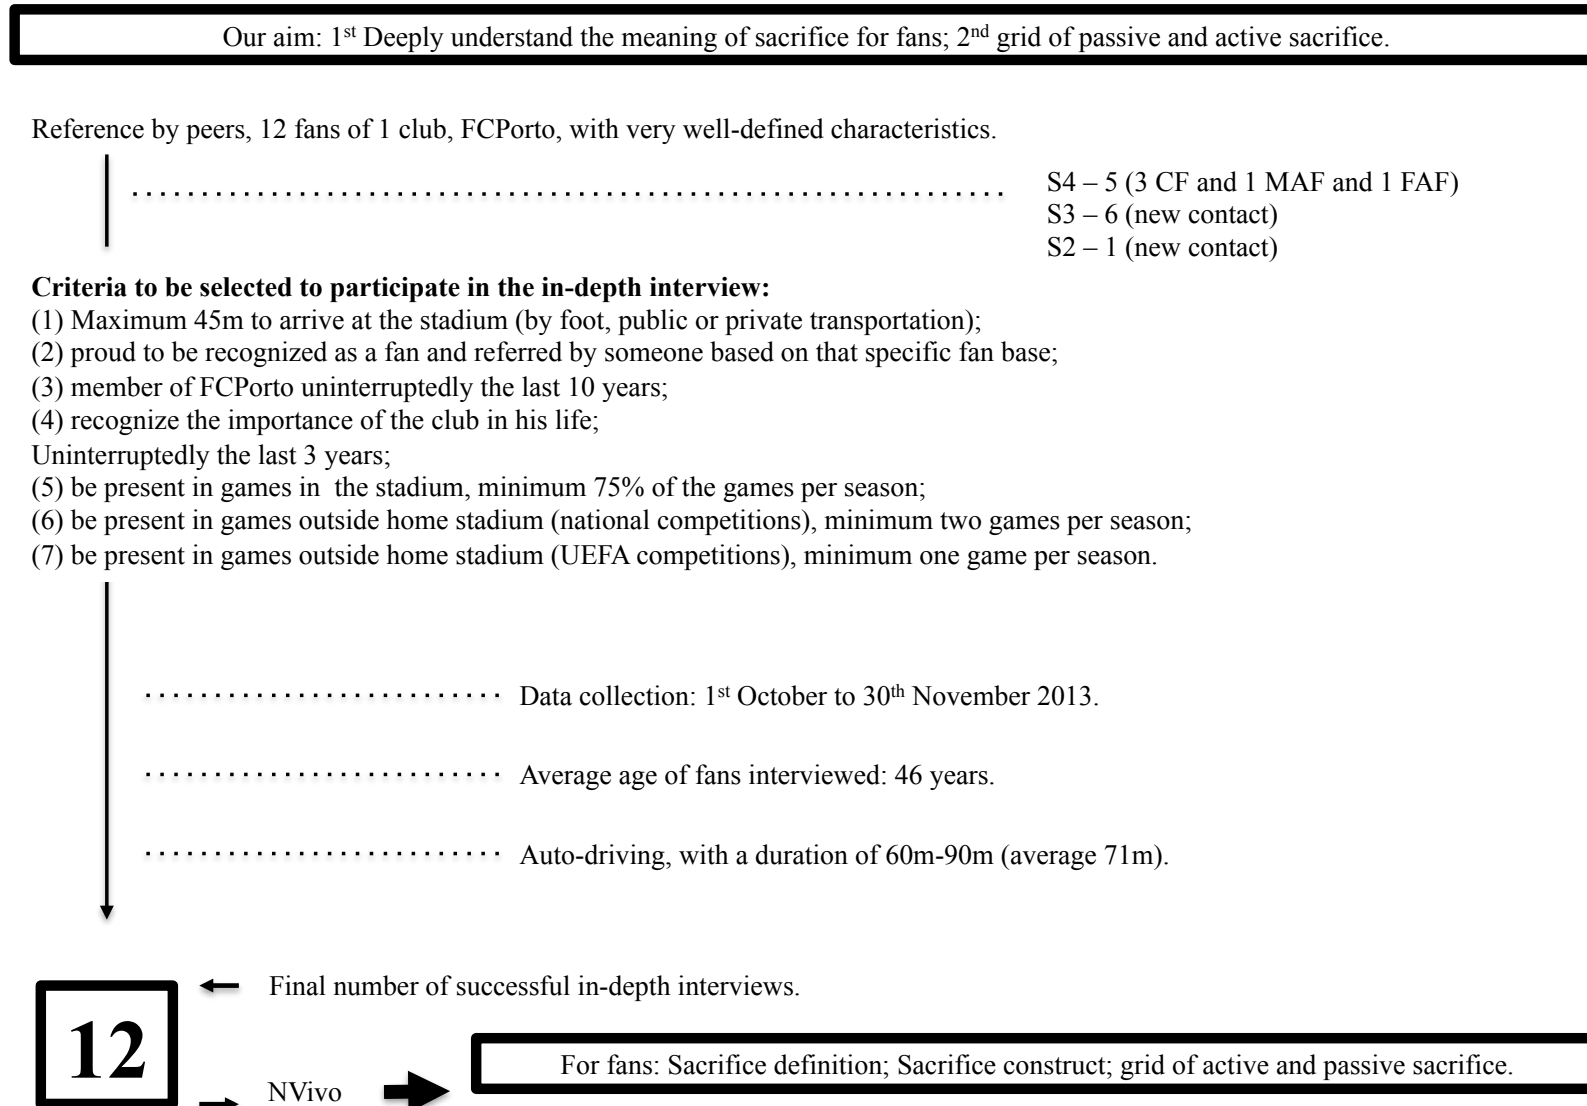 Our aim: 1st Deeply understand the meaning of sacrifice for fans; 2nd grid of passive and active sacrifice.
Reference by peers, 12 fans of 1 club, FCPorto, with very well-defined characteristics.
S4 – 5 (3 CF and 1 MAF and 1 FAF)
S3 – 6 (new contact)
S2 – 1 (new contact)
Criteria to be selected to participate in the in-depth interview:
(1) Maximum 45m to arrive at the stadium (by foot, public or private transportation);
(2) proud to be recognized as a fan and referred by someone based on that specific fan base;
(3) member of FCPorto uninterruptedly the last 10 years;
(4) recognize the importance of the club in his life;
Uninterruptedly the last 3 years;
(5) be present in games in the stadium, minimum 75% of the games per season;
(6) be present in games outside home stadium (national competitions), minimum two games per season;
(7) be present in games outside home stadium (UEFA competitions), minimum one game per season.
Data collection: 1st October to 30th November 2013.
Average age of fans interviewed: 46 years.
Auto-driving, with a duration of 60m-90m (average 71m).
Final number of successful in-depth interviews.
12
For fans: Sacrifice definition; Sacrifice construct; grid of active and passive sacrifice.
NVivo